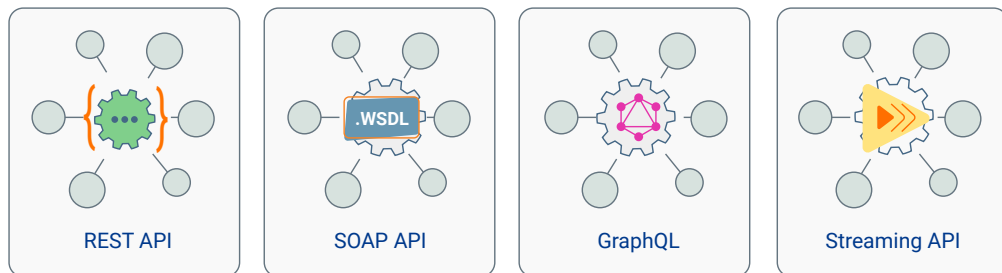 .WSDL
REST API
SOAP API
GraphQL
Streaming API